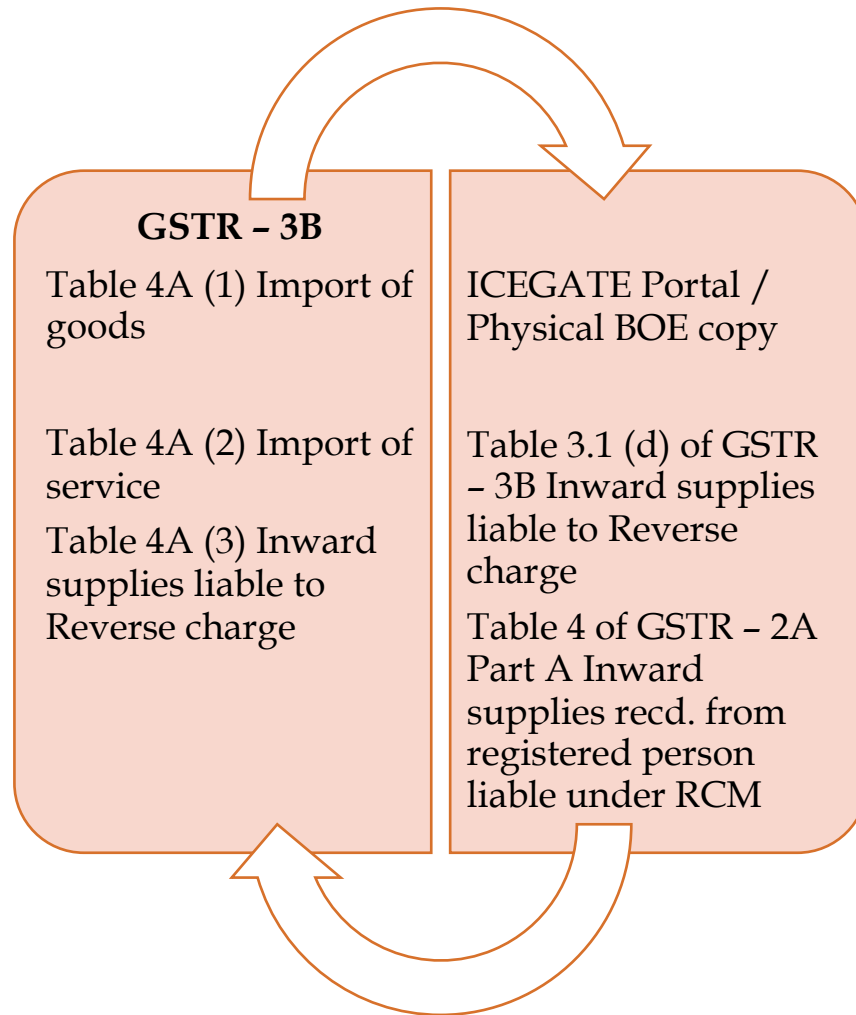 GSTR – 3B
Table 4A (1) Import of
goods
Table 4A (2) Import of
service
Table 4A (3) Inward
supplies liable to
Reverse charge
ICEGATE Portal /
Physical BOE copy
Table 3.1 (d) of GSTR
– 3B Inward supplies
liable to Reverse
charge
Table 4 of GSTR – 2A
Part A Inward
supplies recd. from
registered person
liable under RCM